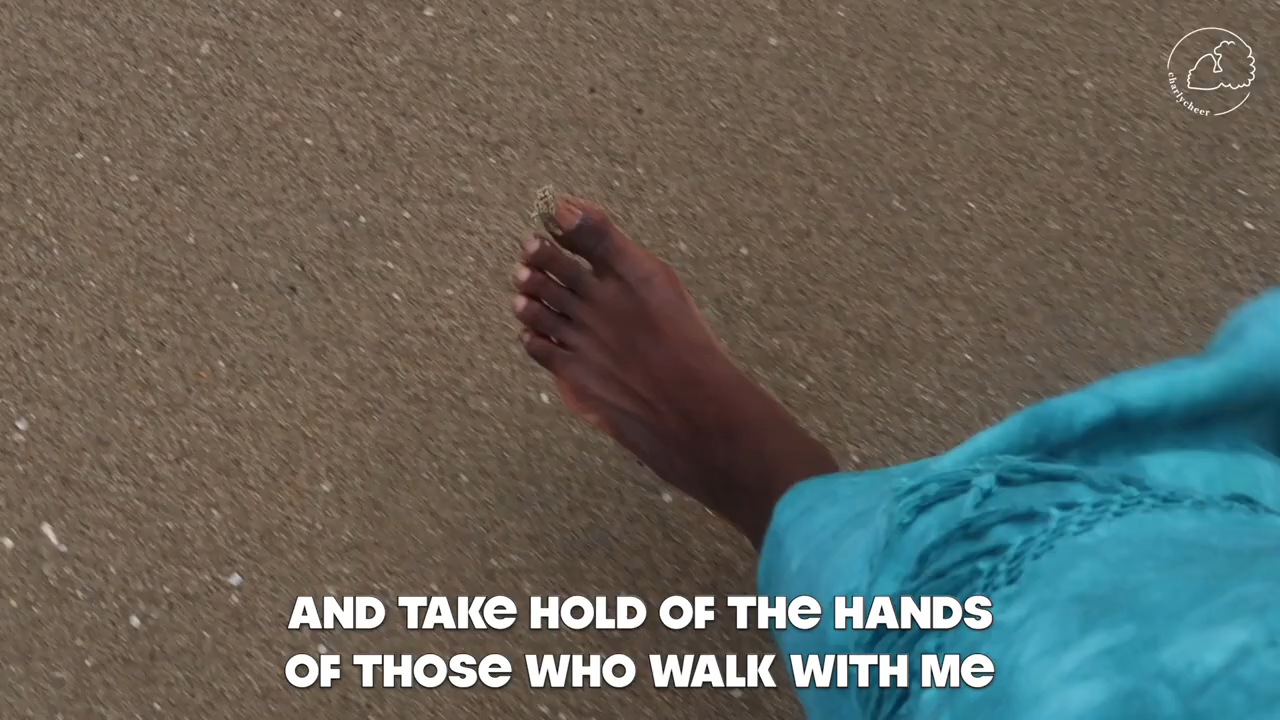 charlycheer
AND TAKE HOLD OF THE HANDS
OF THOSE WHO WALK WITH ME